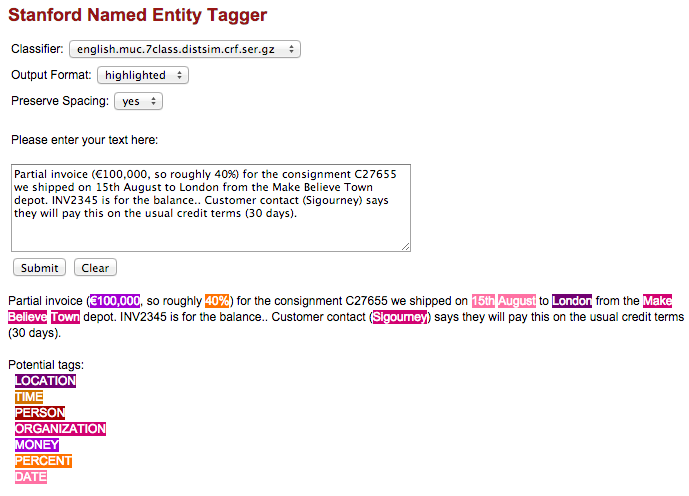 Stanford Named Entity Tagger
Classifier: english.muc.7class.distsim.crf.ser.gz
Output Format: highlighted
Preserve Spacing: yes
Please enter your text here:
Partial invoice (€100,000, so roughly 40%) for the consignment C27655
we shipped on 15th August to London from the Make Believe Town
depot. INV2345 is for the balance.. Customer contact (Sigourney) says
they will pay this on the usual credit terms (30 days).
Submit Clear
Partial invoice (€100,000, so roughly 40%) for the consignment C27655 we shipped on 15th August to London from the Make
Believe Town depot. INV2345 is for the balance.. Customer contact (Sigourney) says they will pay this on the usual credit terms
(30 days).
Potential tags:
LOCATION
TIME
PERSON
ORGANIZATION
MONEY
PERCENT
DATE